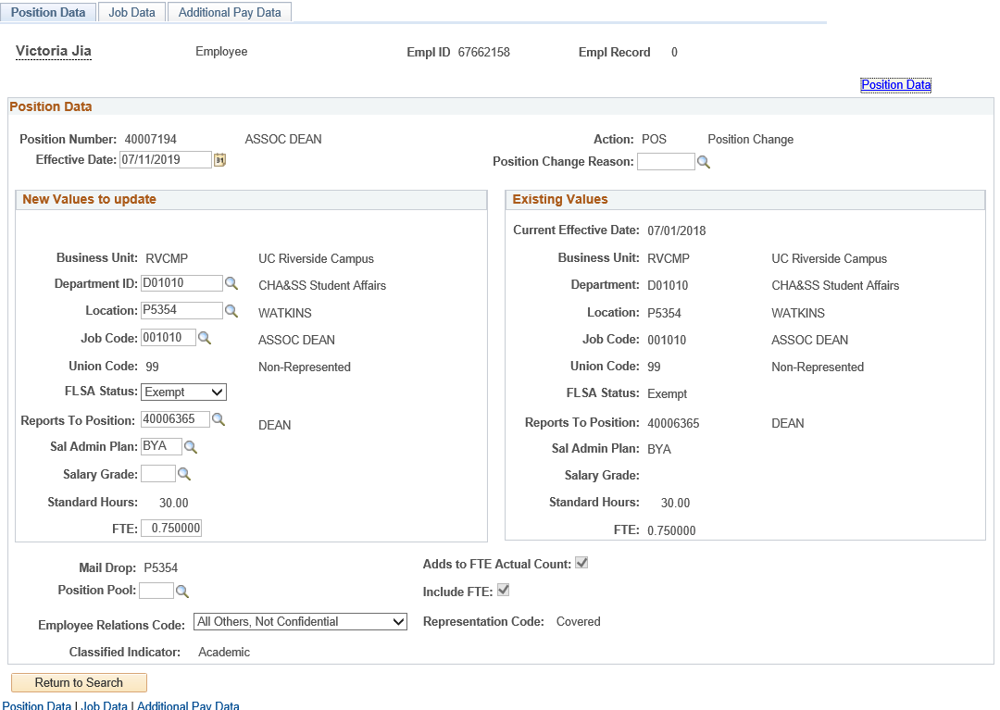 Position Data Job Data Additional Pay Data
Victoria Jia Employee Empl ID 67662158 Empl Record 0
Position Data
Position Data
Position Number: 40007194 ASSOC DEAN Action: POS Position Change
Effective Date: 07/11/2019 31 Position Change Reason:
New Values to update
Business Unit: RVCMP UC Riverside Campus
Department ID: D01010 CHA&SS Student Affairs
Location: P5354 WATKINS
Job Code: 001010 ASSOC DEAN
Union Code: 99 Non-Represented
FLSA Status: Exempt
Reports To Position: 40006365 DEAN
Sal Admin Plan: BYA
Salary Grade:
Standard Hours: 30.00
FTE: 0.750000
Existing Values
Current Effective Date: 07/01/2018
Business Unit: RVCMP UC Riverside Campus
Department: D01010 CHA&SS Student Affairs
Location: P5354 WATKINS
Job Code: 001010 ASSOC DEAN
Union Code: 99 Non-Represented
FLSA Status: Exempt
Reports To Position: 40006365 DEAN
Sal Admin Plan: BYA
Salary Grade:
Standard Hours: 30.00
FTE: 0.750000
Mail Drop: P5354 Adds to FTE Actual Count:
Position Pool: Include FTE:
Employee Relations Code: All Others, Not Confidential Representation Code: Covered
Classified Indicator: Academic
Return to Search
Position Data | Job Data | Additional Pay Data